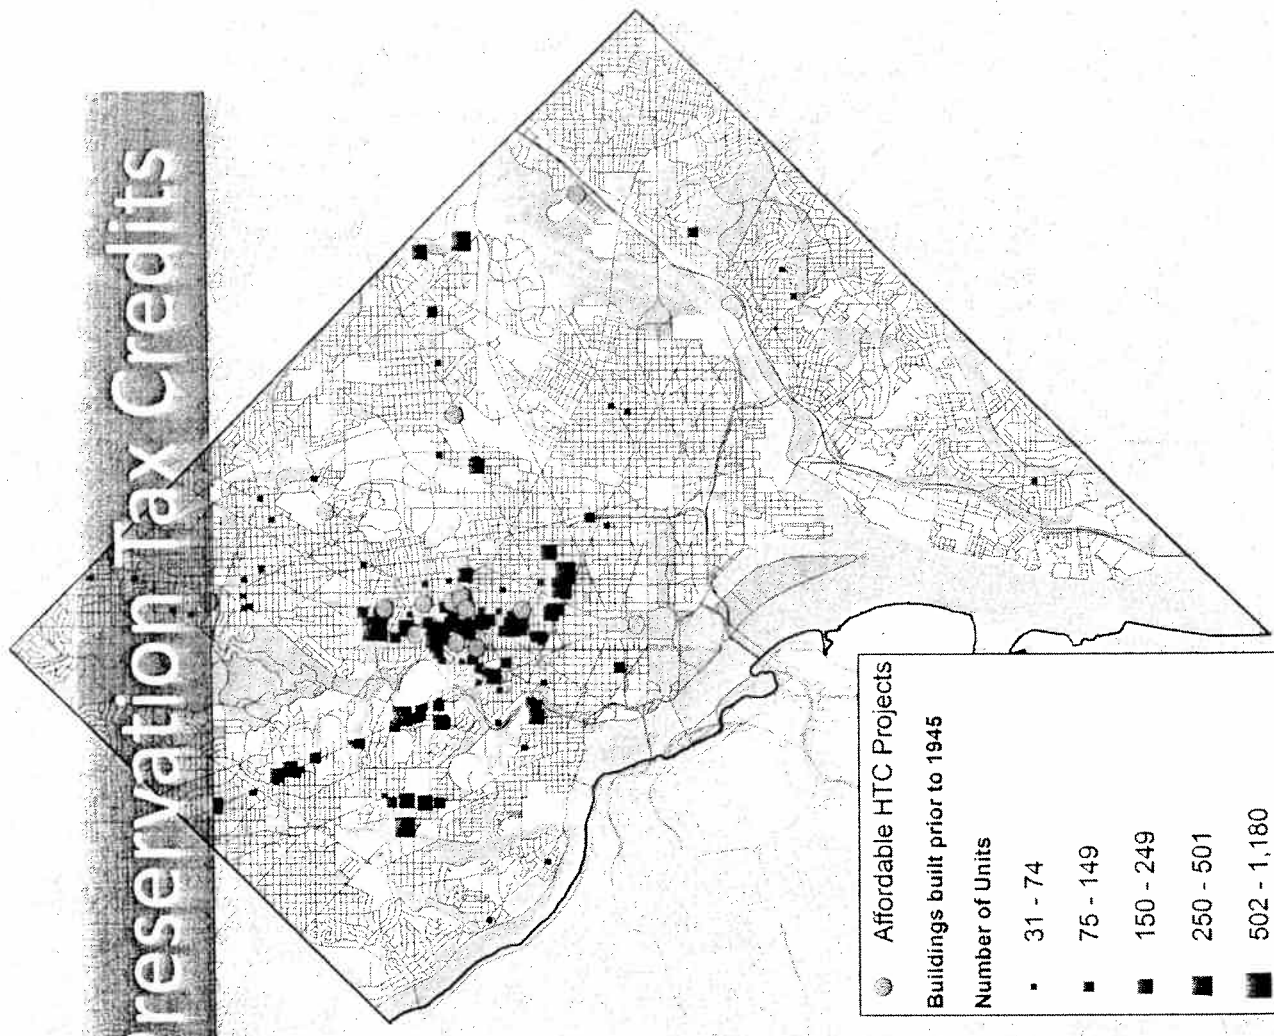 reservation Tax Credits
Affordable HTC Projects
Buildings built prior to 1945
Number of Units
31 - 74
75 - 149
150 - 249
250 - 501
502 - 1,180